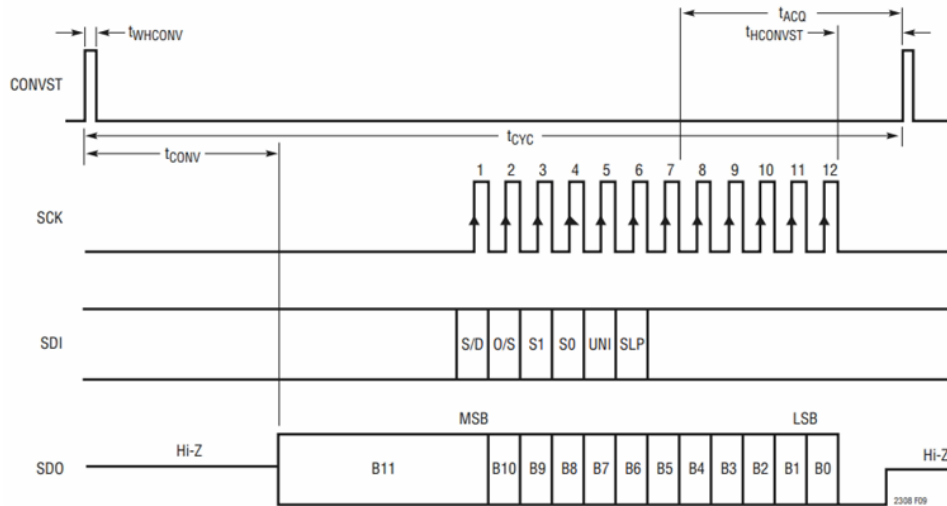 tACQ
tWHCONV
tHCONVST
CONVST
tCYC
tCONV
1 2 3 4 5 6 7 8 9 10 11 12
SCK
SDI
S/D O/S S1 S0 UNI SLP
MSB LSB
Hi-Z Hi-Z
SDO
B11 B10 B9 B8 B7 B6 B5 B4 B3 B2 B1 B0
2308 F09